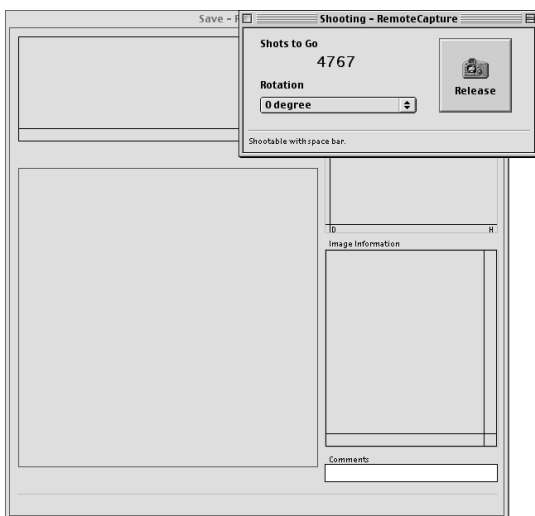 Save - R
Shooting - RemoteCapture
Shots to Go
4767
Rotation
0 degree
Release
Shootable with space bar.
D H
Image Information
Comments